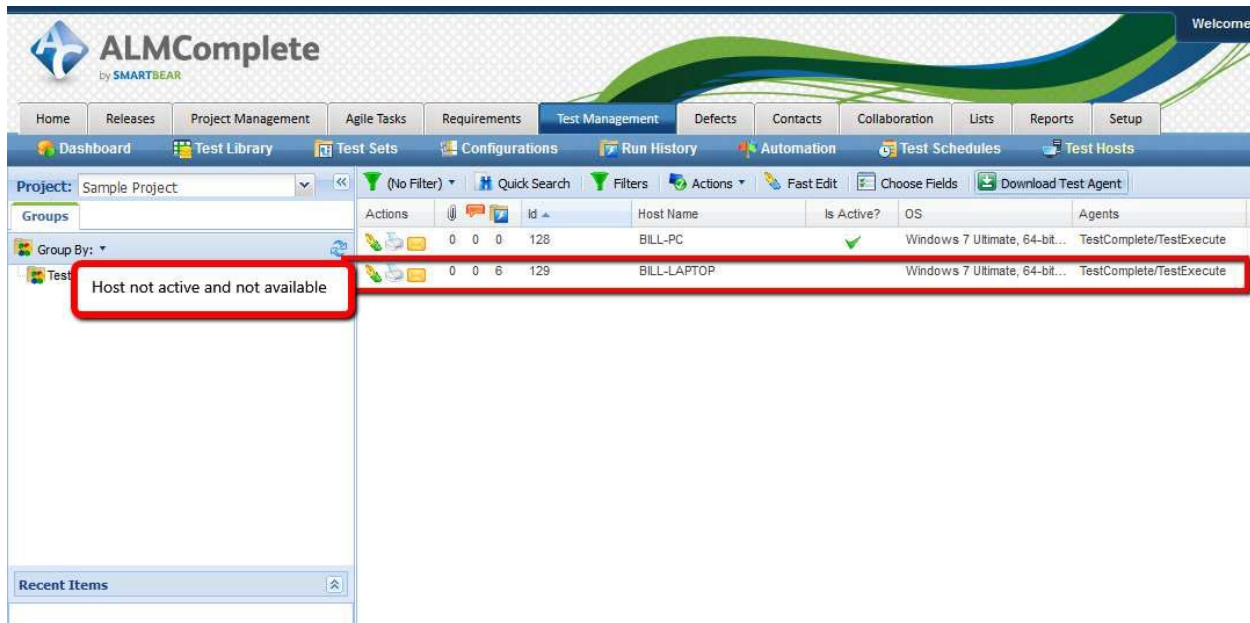 Welcome
ALMComplete
by SMARTBEAR
Home Releases Project Management Agile Tasks Requirements Test Management Defects Contacts Collaboration Lists Reports Setup
Dashboard Test Library Test Sets Configurations Run History Automation Test Schedules Test Hosts
Project: Sample Project (No Filter) Quick Search Filters Actions Fast Edit Choose Fields Download Test Agent
Groups Actions Id Host Name Is Active? OS Agents
Group By: 0 0 0 128 BILL-PC Windows 7 Ultimate, 64-bit... TestComplete/TestExecute
Test 0 0 6 129 BILL-LAPTOP Windows 7 Ultimate, 64-bit... TestComplete/TestExecute
Host not active and not available
Recent Items